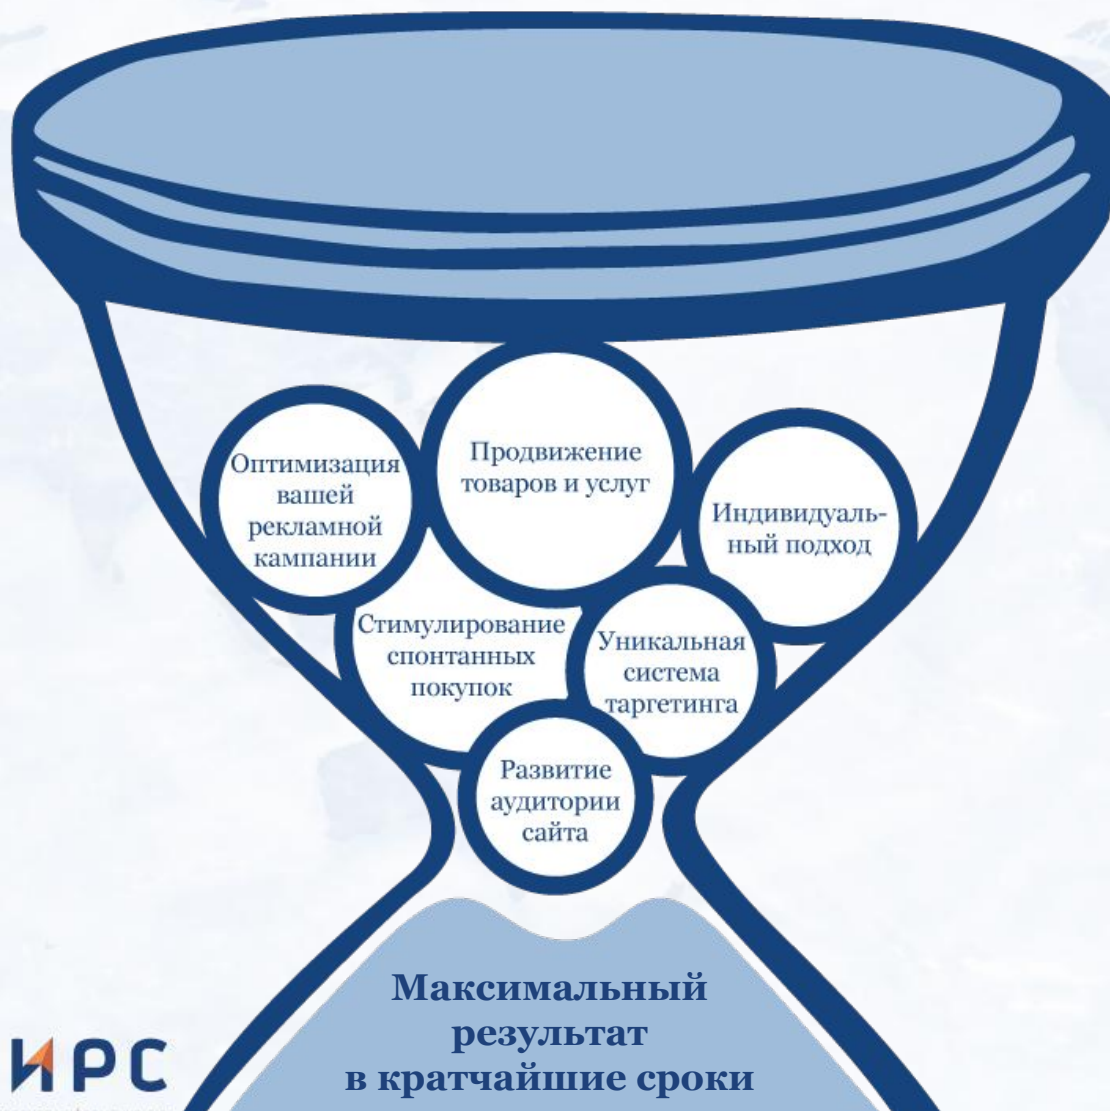 Оптимизация
вашей
рекламной
кампании
Продвижение
товаров и услуг
Индивидуаль-
ный подход
Стимулирование
спонтанных
покупок
Уникальная
система
таргетинга
Развитие
аудитории
сайта
Максимальный
результат
в кратчайшие сроки
ИРС